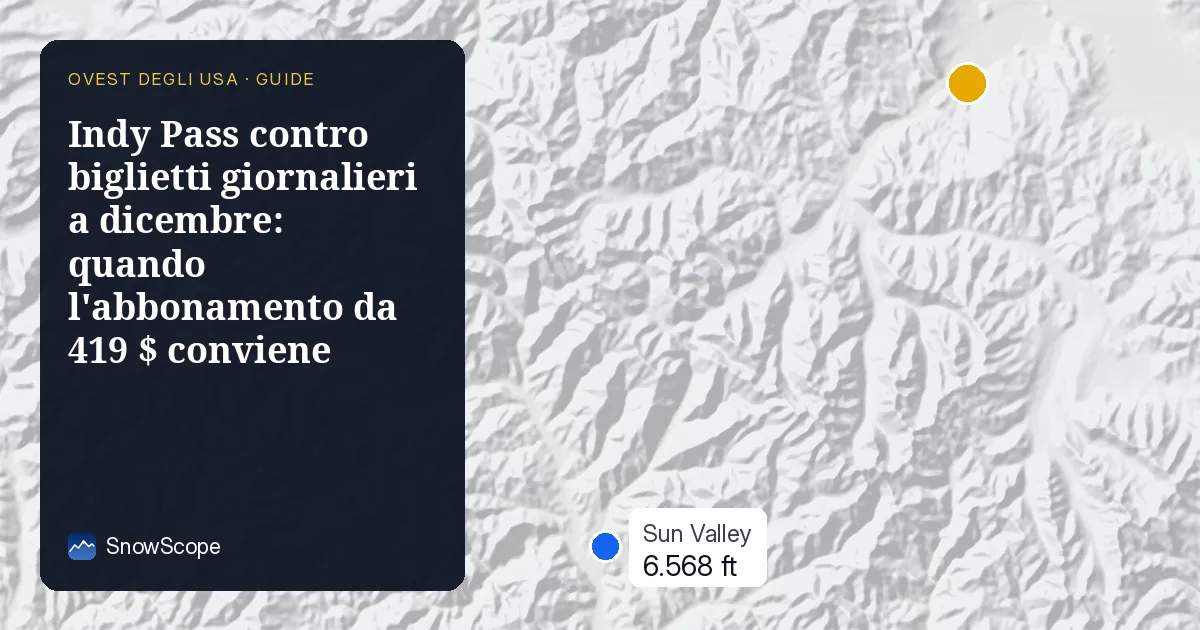 OVEST DEGLI USA · GUIDE
Indy Pass contro
biglietti giornalieri
a dicembre:
quando
l'abbonamento da
419 $ conviene
SnowScope
Sun Valley
6.568 ft